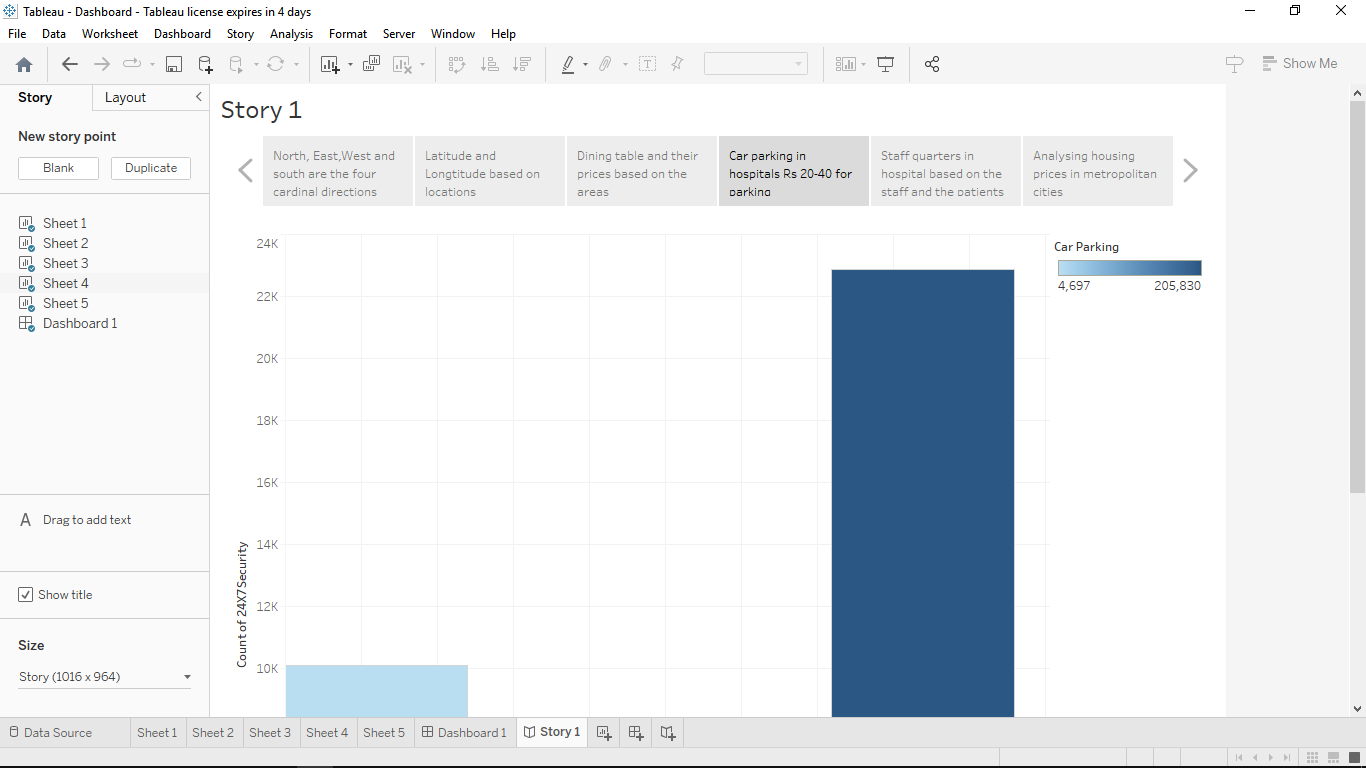 Tableau - Dashboard - Tableau license expires in 4 days
File Data Worksheet Dashboard Story Analysis Format Server Window Help
Show Me
Story Layout
New story point
Blank Duplicate
Sheet 1
Sheet 2
Sheet 3
Sheet 4
Sheet 5
Dashboard 1
A Drag to add text
Show title
Size
Story (1016 x 964)
Story 1
North, East,West and
south are the four
cardinal directions
Latitude and
Longtitude based on
locations
Dining table and their
prices based on the
areas
Car parking in
hospitals Rs 20-40 for
parking
Staff quarters in
hospital based on the
staff and the patients
Analysing housing
prices in metropolitan
cities
24K
22K
20K
18K
16K
14K
12K
10K
Count of 24X7Security
Car Parking
4,697 205,830
Data Source Sheet 1 Sheet 2 Sheet 3 Sheet 4 Sheet 5 Dashboard 1 Story 1